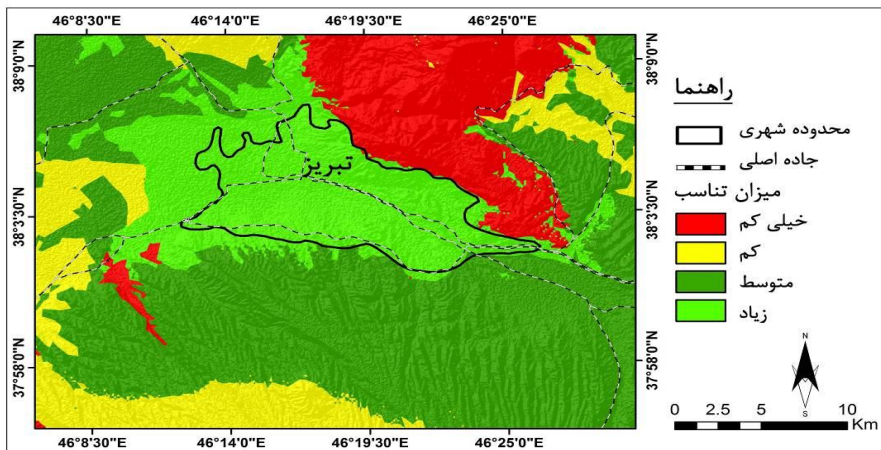 46°8'30"E 46°14'0"E 46°19'30"E 46°25'0"E
38°9'0"N
38°9'0"N
38°3'30"N
38°3'30"N
37°58'0"N
37°58'0"N
تبریز
46°8'30"E 46°14'0"E 46°19'30"E 46°25'0"E
راهنما
محدوده شهری
جاده اصلی
میزان تناسب
خیلی کم
کم
متوسط
زیاد
N
S
0 2.5 5 10
Km